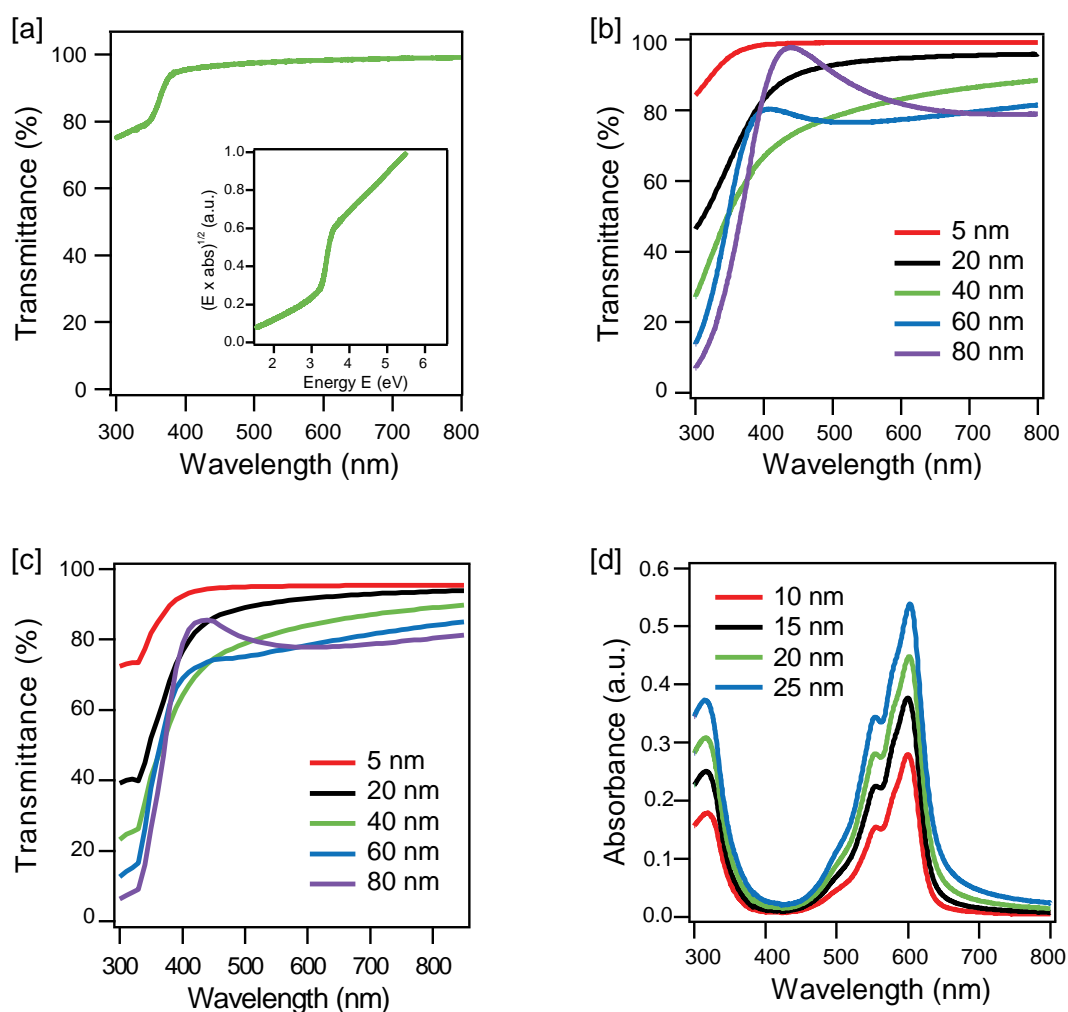 [a]
Transmittance (%)
100
80
60
40
20
0
300 400 500 600 700 800
Wavelength (nm)
(E x abs)1/2 (a.u.)
1.0
0.8
0.6
0.4
0.2
0.0
2 3 4 5 6
Energy E (eV)
[b]
Transmittance (%)
100
80
60
40
20
0
300 400 500 600 700 800
Wavelength (nm)
5 nm
20 nm
40 nm
60 nm
80 nm
[c]
Transmittance (%)
100
80
60
40
20
0
300 400 500 600 700 800
Wavelength (nm)
5 nm
20 nm
40 nm
60 nm
80 nm
[d]
Absorbance (a.u.)
0.6
0.5
0.4
0.3
0.2
0.1
0.0
300 400 500 600 700 800
Wavelength (nm)
10 nm
15 nm
20 nm
25 nm